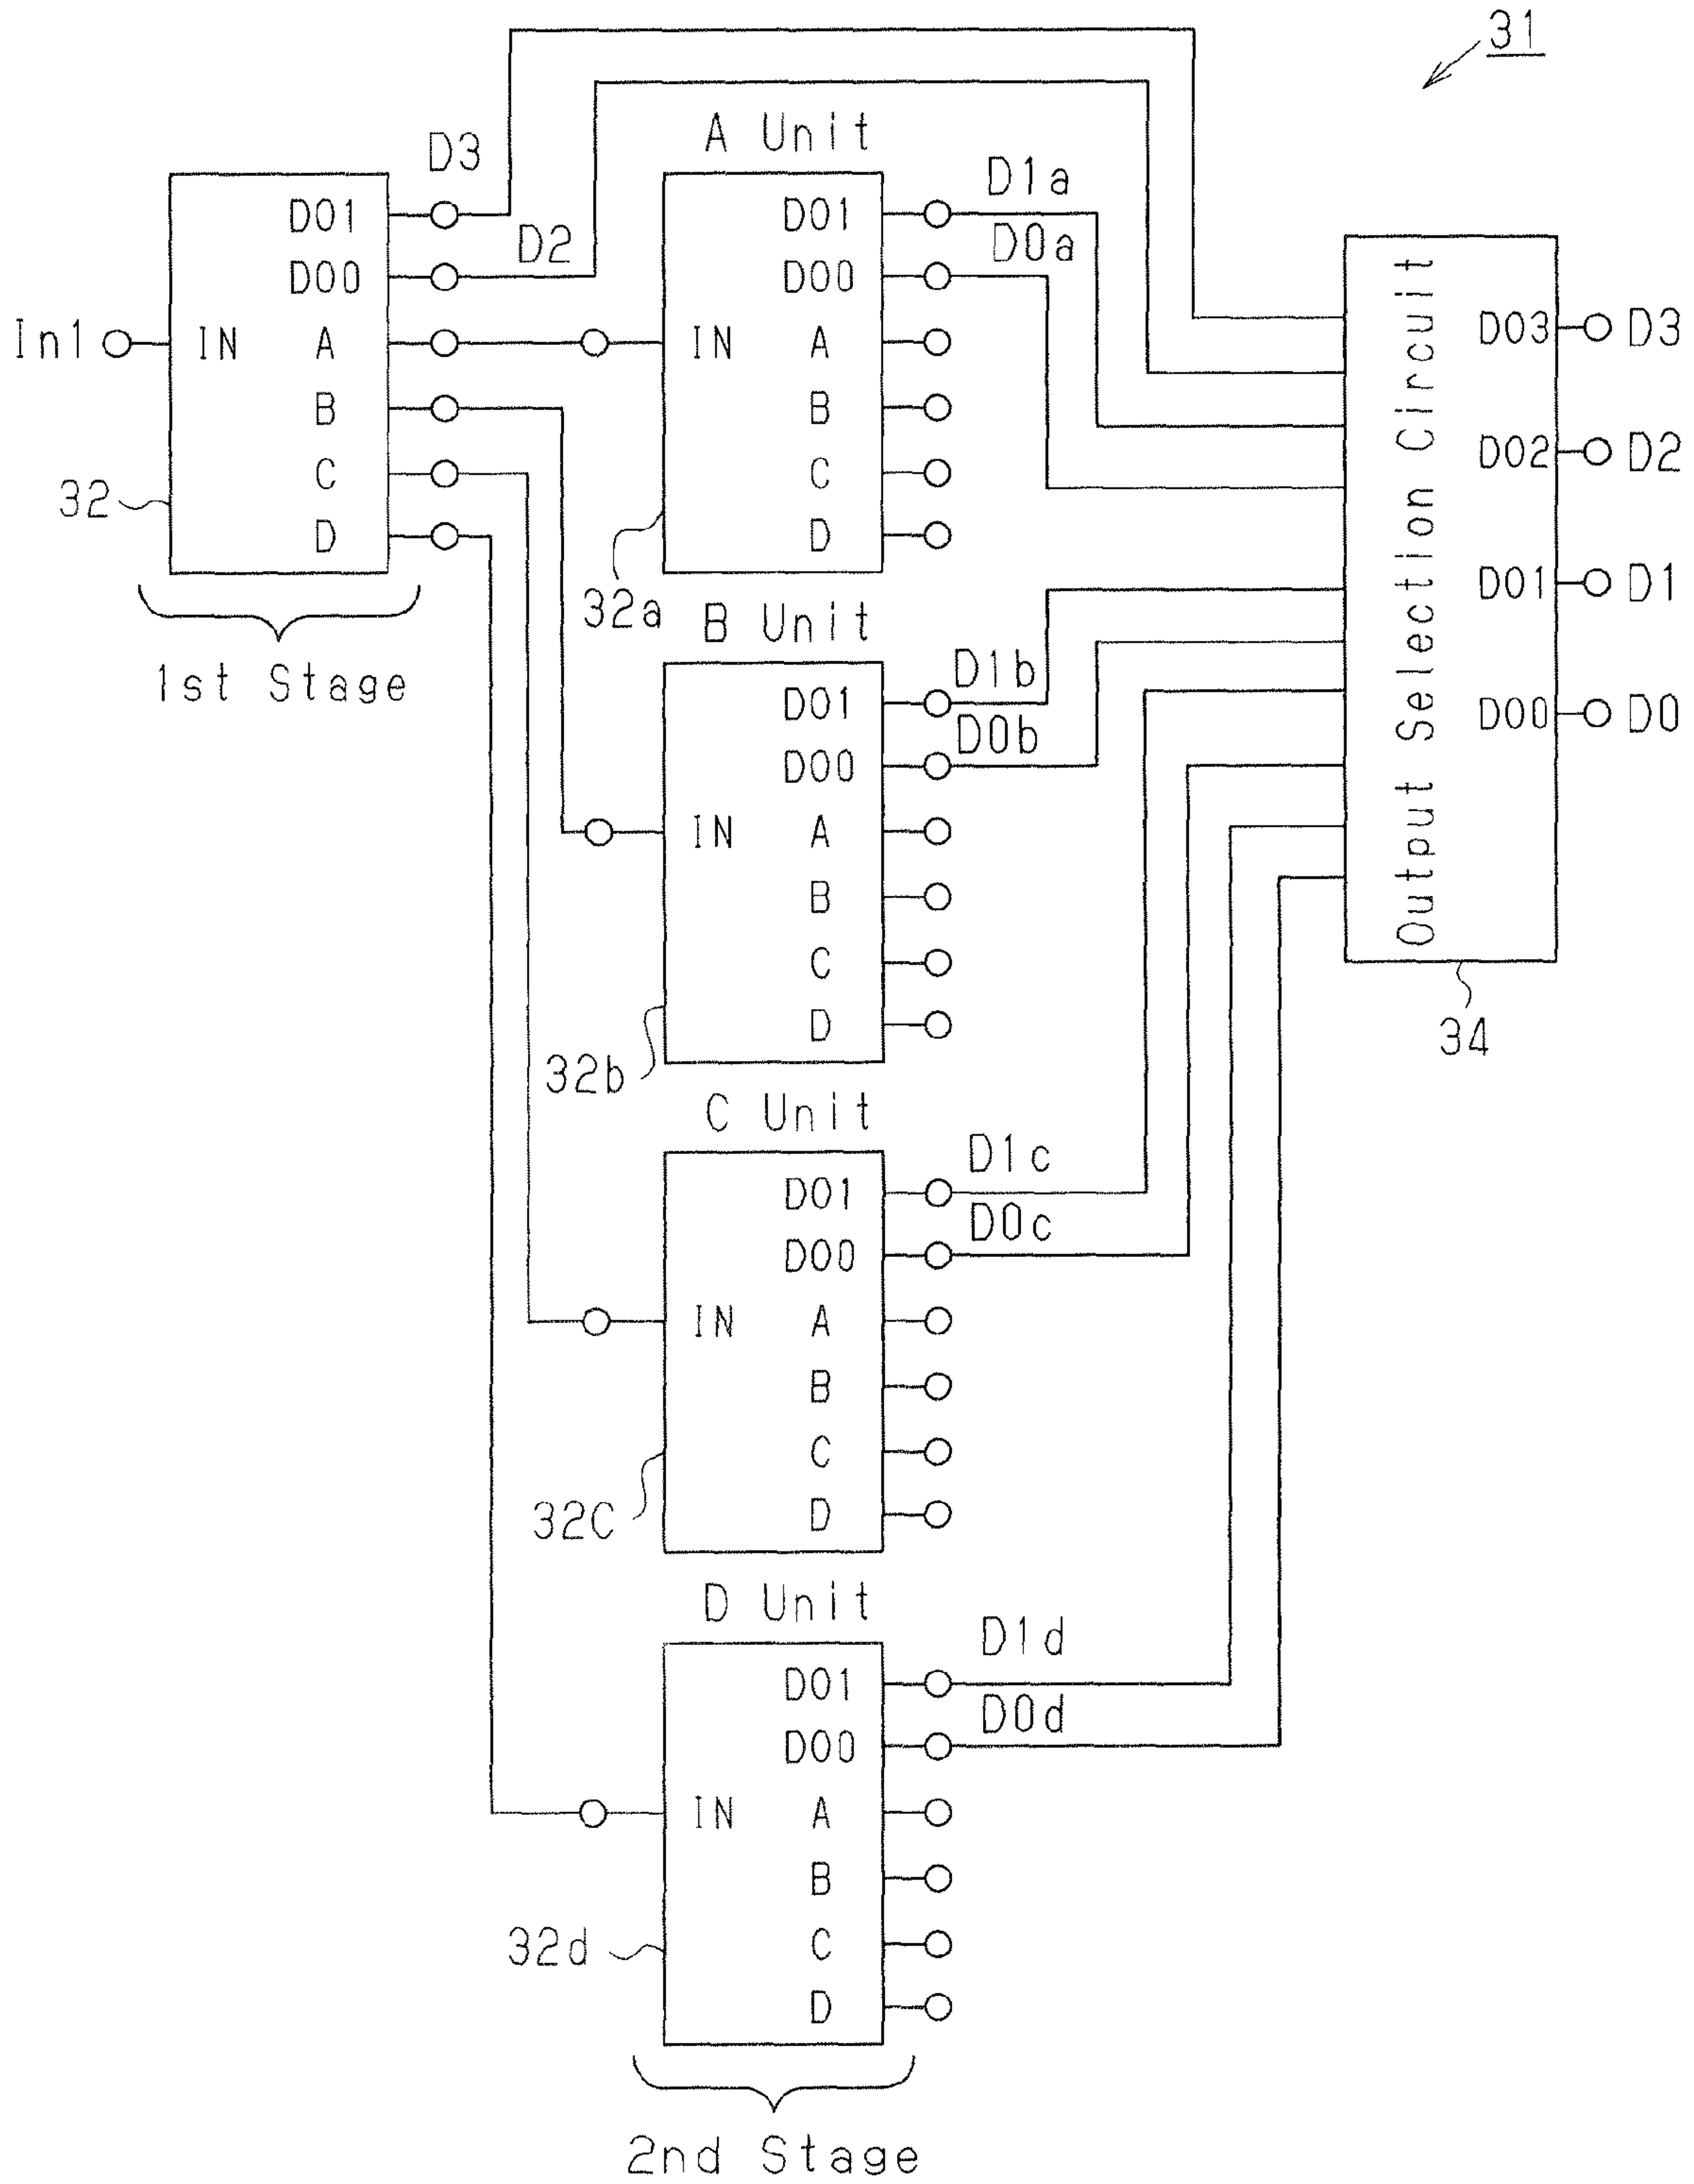 31
A Unit
D3
D1a
DO1
D2
DO1
D0a
DO0
DO0
In1
IN
A
IN
A
DO3
D3
B
B
C
C
DO2
D2
32
D
D
32a
1st Stage
B Unit
DO1
D1
D1b
DO1
D0b
DO0
DO0
D0
IN
A
B
C
D
32b
Output Selection Circuit
34
C Unit
D1c
DO1
D0c
DO0
IN
A
B
C
32C
D
D Unit
D1d
DO1
D0d
DO0
IN
A
B
32d
C
D
2nd Stage